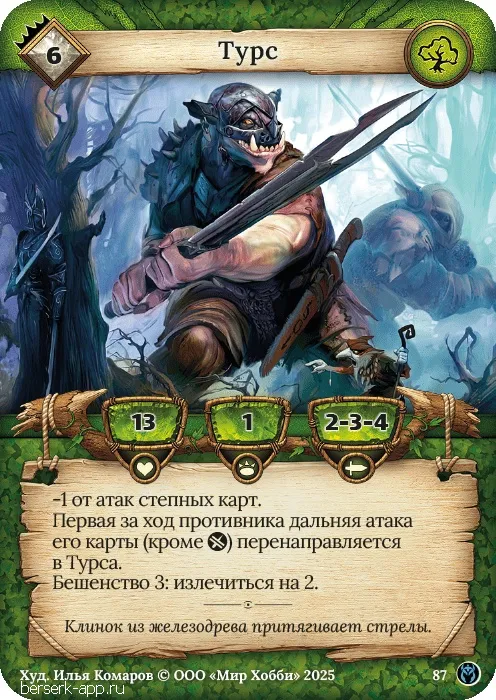 6
Турс
13
1
2-3-4
-1 от атак степных карт.
Первая за ход противника дальняя атака
его карты (кроме ) перенаправляется
в Турса.
Бешенство 3: излечиться на 2.
Клинок из железодрева притягивает стрелы.
Худ. Илья Комаров © ООО «Мир Хобби» 2025
87
berserk-app.ru